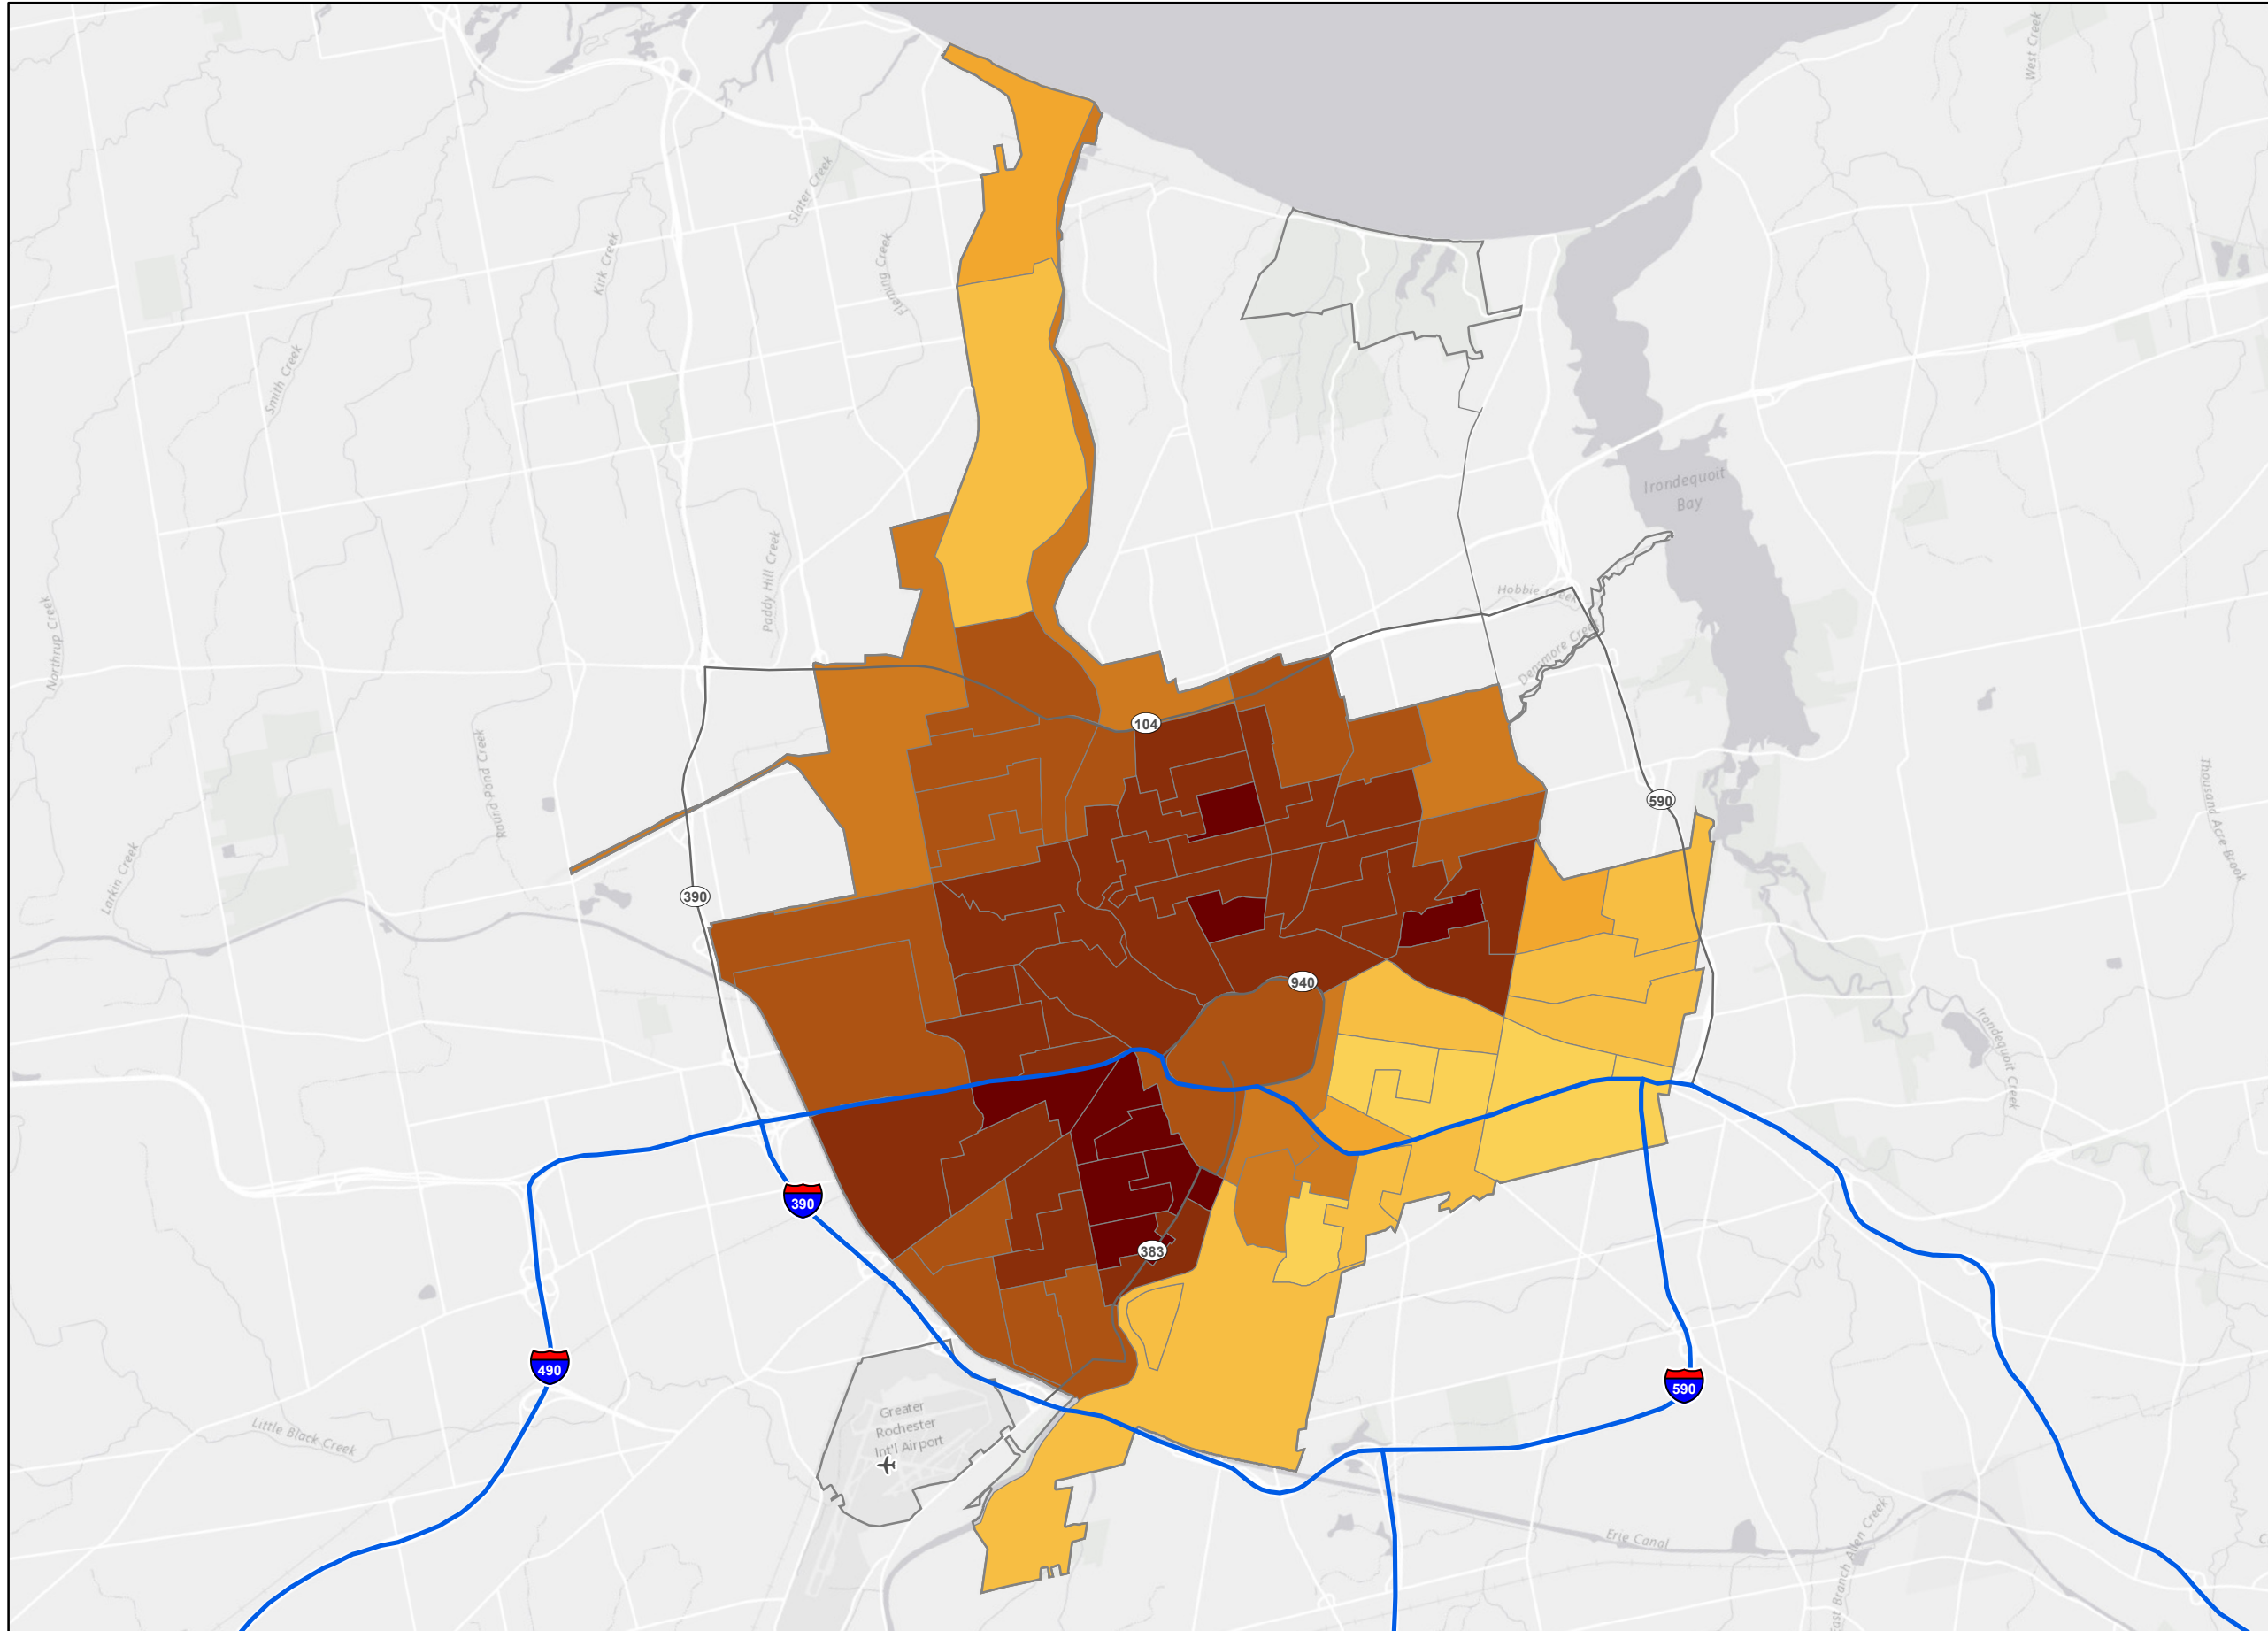 West Creek
Slater Creek
Kirk Creek
Fleming Creek
Smith Creek
Irondequoit
Bay
Paddy Hill Creek
Hobbie Creek
Northrup Creek
Densmore Creek
104
Round Pond Creek
590
Thousand Acre Brook
Larkin Creek
390
940
Irondequoit Creek
390
383
490
590
Greater
Rochester
Int'l Airport
Little Black Creek
Erie Canal
East Branch Allen Creek